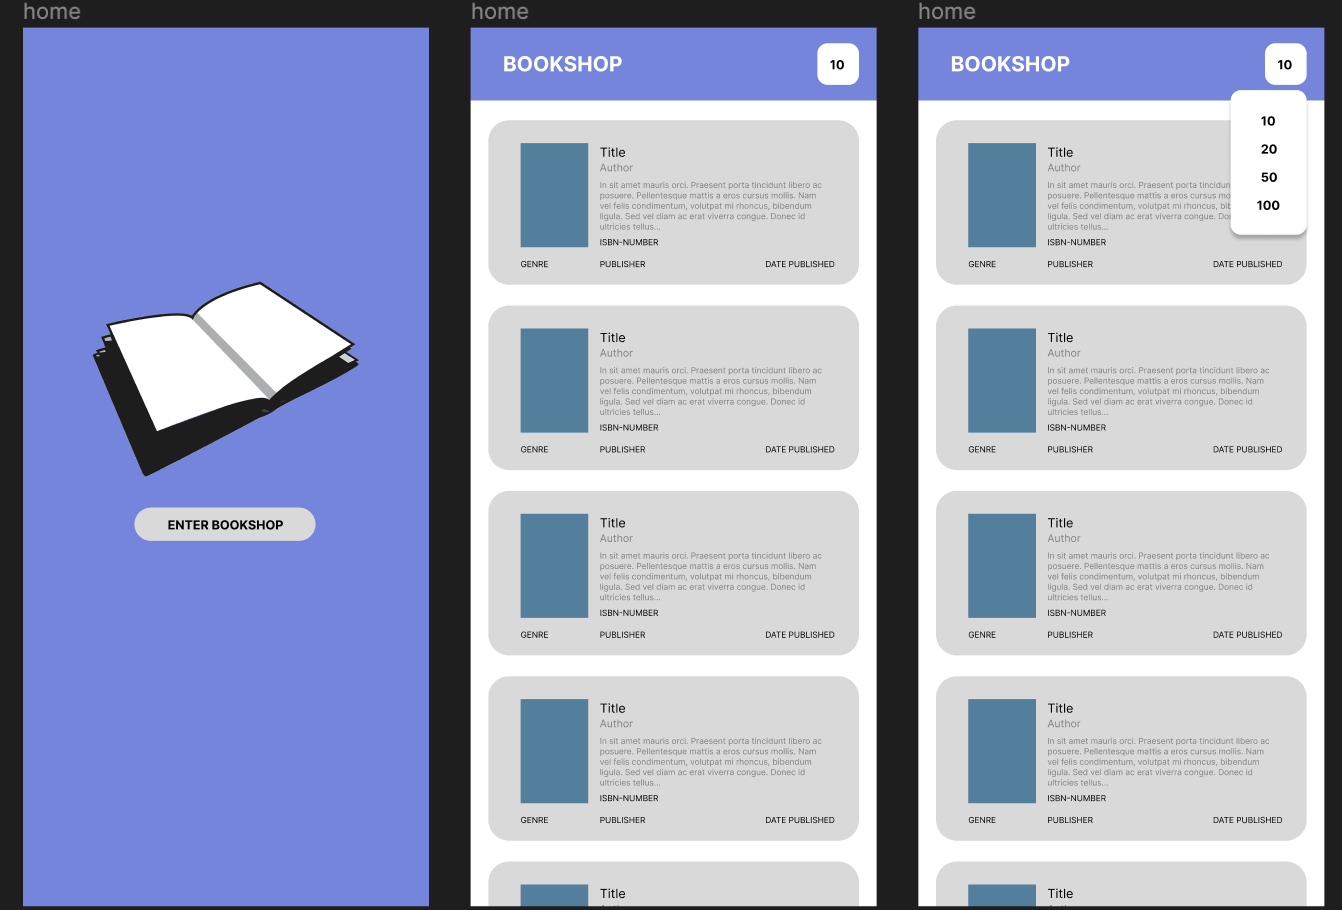 home
ENTER BOOKSHOP
home
BOOKSHOP
10
Title
Author
In sit amet mauris orci. Praesent porta tincidunt libero ac
posuere. Pellentesque mattis a eros cursus mollis. Nam
vel felis condimentum, volutpat mi rhoncus, bibendum
ligula. Sed vel diam ac erat viverra congue. Donec id
ultricies tellus...
ISBN-NUMBER
GENRE PUBLISHER DATE PUBLISHED
Title
Author
In sit amet mauris orci. Praesent porta tincidunt libero ac
posuere. Pellentesque mattis a eros cursus mollis. Nam
vel felis condimentum, volutpat mi rhoncus, bibendum
ligula. Sed vel diam ac erat viverra congue. Donec id
ultricies tellus...
ISBN-NUMBER
GENRE PUBLISHER DATE PUBLISHED
Title
Author
In sit amet mauris orci. Praesent porta tincidunt libero ac
posuere. Pellentesque mattis a eros cursus mollis. Nam
vel felis condimentum, volutpat mi rhoncus, bibendum
ligula. Sed vel diam ac erat viverra congue. Donec id
ultricies tellus...
ISBN-NUMBER
GENRE PUBLISHER DATE PUBLISHED
Title
Author
In sit amet mauris orci. Praesent porta tincidunt libero ac
posuere. Pellentesque mattis a eros cursus mollis. Nam
vel felis condimentum, volutpat mi rhoncus, bibendum
ligula. Sed vel diam ac erat viverra congue. Donec id
ultricies tellus...
ISBN-NUMBER
GENRE PUBLISHER DATE PUBLISHED
Title
home
BOOKSHOP
10
10
20
50
100
Title
Author
In sit amet mauris orci. Praesent porta
posuere. Pellentesque mattis a eros cursus
vel felis condimentum, volutpat mi rhoncus,
ligula. Sed vel diam ac erat viverra congue.
ultricies tellus...
ISBN-NUMBER
GENRE PUBLISHER DATE PUBLISHED
Title
Author
In sit amet mauris orci. Praesent porta tincidunt libero ac
posuere. Pellentesque mattis a eros cursus mollis. Nam
vel felis condimentum, volutpat mi rhoncus, bibendum
ligula. Sed vel diam ac erat viverra congue. Donec id
ultricies tellus...
ISBN-NUMBER
GENRE PUBLISHER DATE PUBLISHED
Title
Author
In sit amet mauris orci. Praesent porta tincidunt libero ac
posuere. Pellentesque mattis a eros cursus mollis. Nam
vel felis condimentum, volutpat mi rhoncus, bibendum
ligula. Sed vel diam ac erat viverra congue. Donec id
ultricies tellus...
ISBN-NUMBER
GENRE PUBLISHER DATE PUBLISHED
Title
Author
In sit amet mauris orci. Praesent porta tincidunt libero ac
posuere. Pellentesque mattis a eros cursus mollis. Nam
vel felis condimentum, volutpat mi rhoncus, bibendum
ligula. Sed vel diam ac erat viverra congue. Donec id
ultricies tellus...
ISBN-NUMBER
GENRE PUBLISHER DATE PUBLISHED
Title